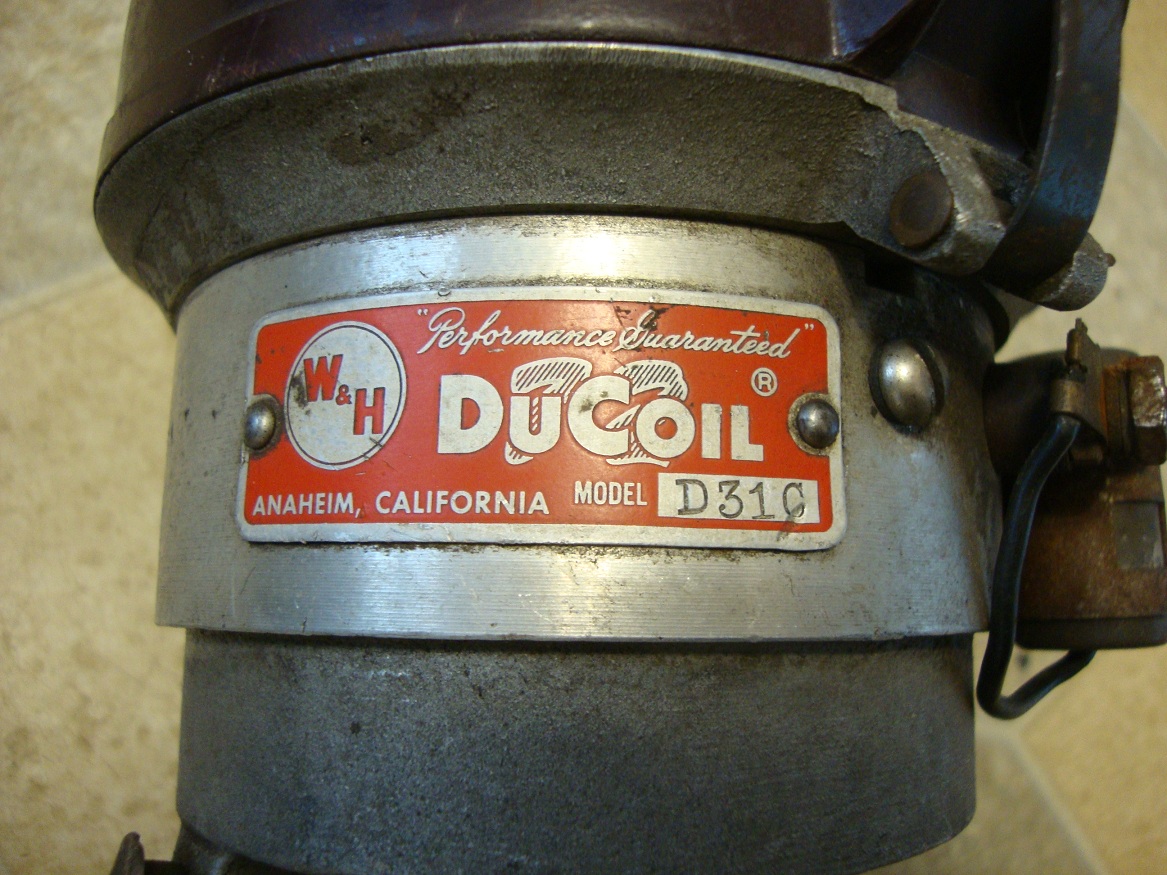 "Performance Guaranteed"
W&H
DUCOIL ®
ANAHEIM, CALIFORNIA MODEL D31C